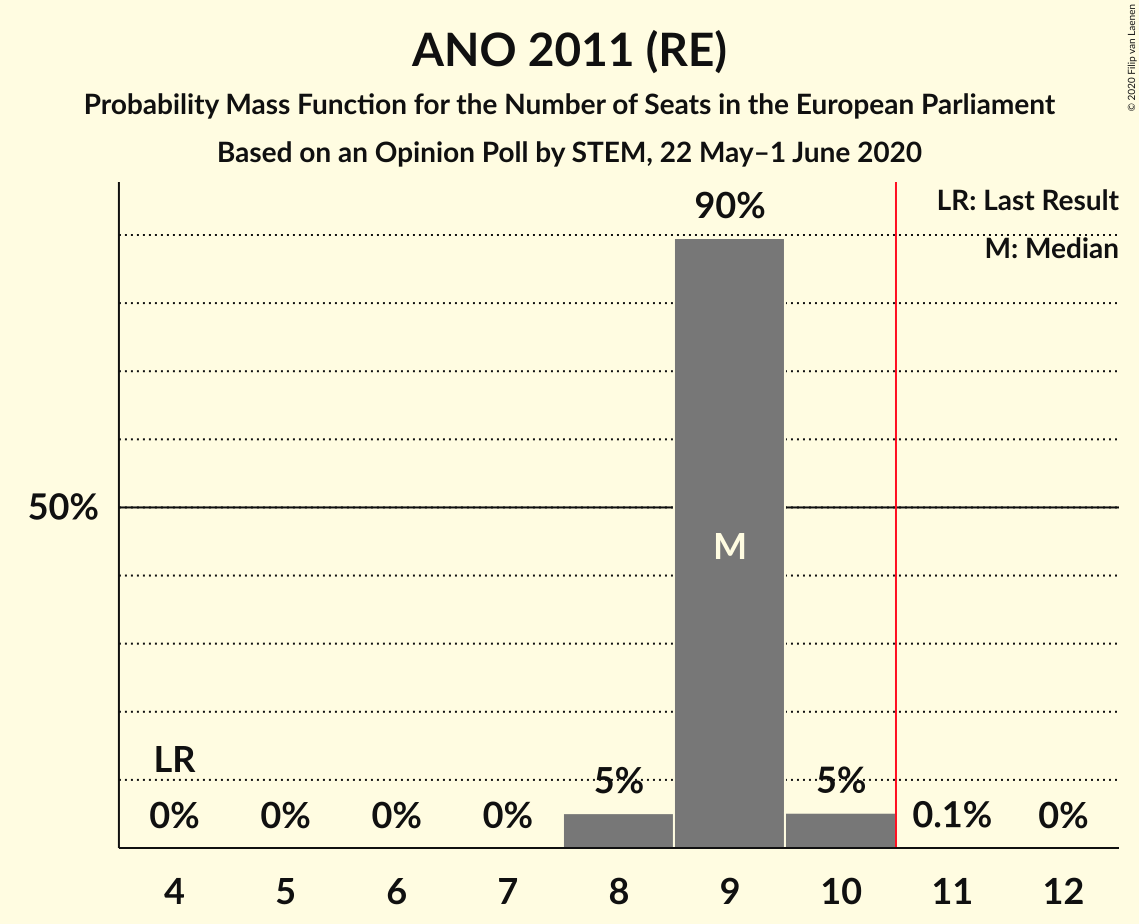 ANO 2011 (RE)
Probability Mass Function for the Number of Seats in the European Parliament
Based on an Opinion Poll by STEM, 22 May–1 June 2020
© 2020 Filip van Laenen
LR: Last Result
M: Median
90%
50%
M
LR
5%
5%
0% 0% 0% 0% 0.1% 0%
4 5 6 7 8 9 10 11 12